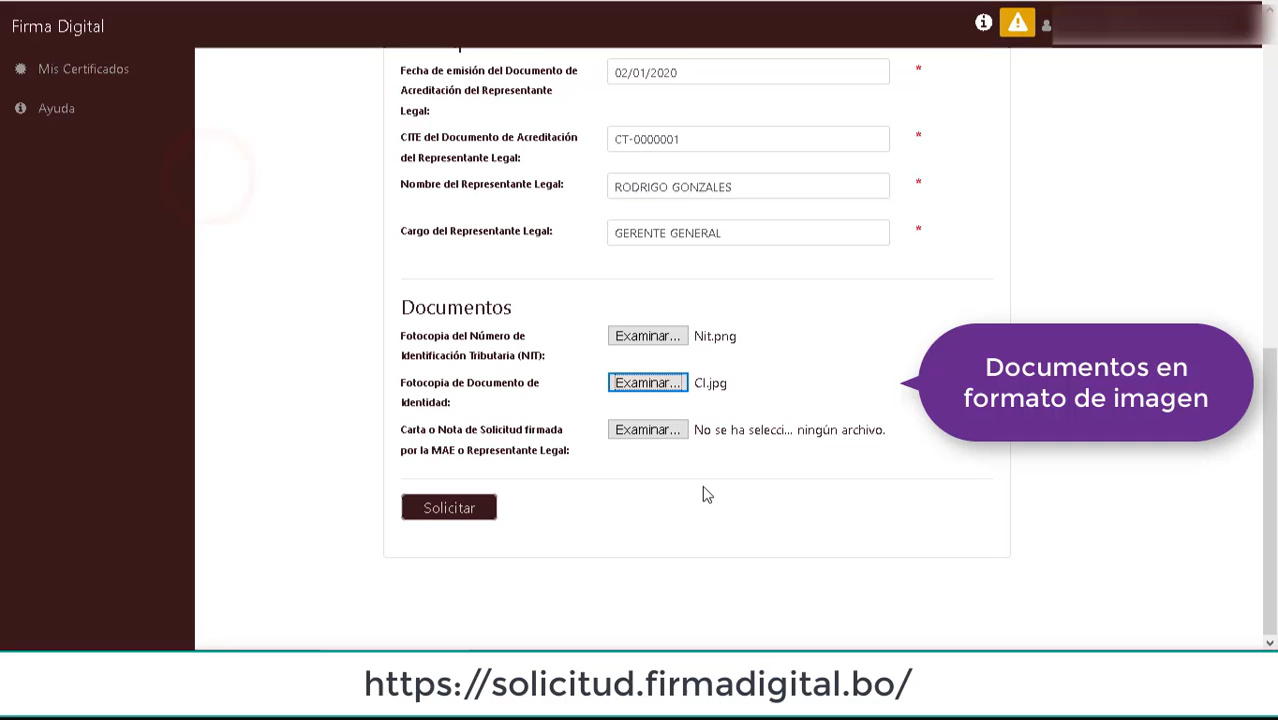 Firma Digital
Mis Certificados
Ayuda
Fecha de emisión del Documento de
Acreditación del Representante
Legal:
02/01/2020
*
CITE del Documento de Acreditación
del Representante Legal:
CT-0000001
*
Nombre del Representante Legal:
RODRIGO GONZALES
*
Cargo del Representante Legal:
GERENTE GENERAL
*
Documentos
Fotocopia del Número de
Identificación Tributaria (NIT):
Examinar... Nit.png
Fotocopia de Documento de
Identidad:
Examinar... CI.jpg
Carta o Nota de Solicitud firmada
por la MAE o Representante Legal:
Examinar... No se ha selecci... ningún archivo.
Solicitar
Documentos en
formato de imagen
https://solicitud.firmadigital.bo/